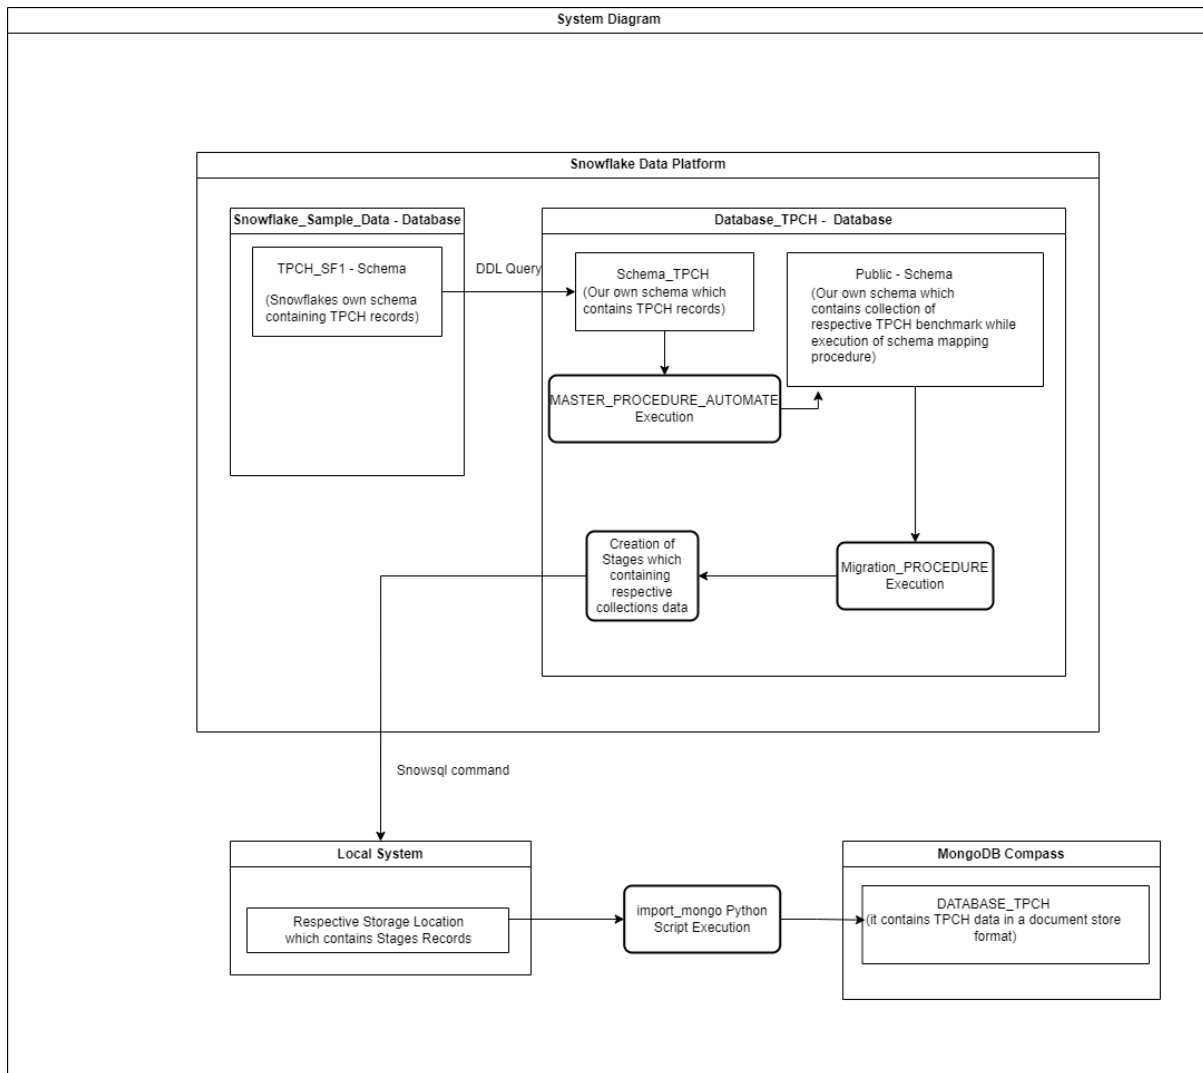 System Diagram
Snowflake Data Platform
Snowflake_Sample_Data - Database
Database_TPCH - Database
TPCH_SF1 - Schema
(Snowflakes own schema
containing TPCH records)
DDL Query
Schema_TPCH
(Our own schema which
contains TPCH records)
Public - Schema
(Our own schema which
contains collection of
respective TPCH benchmark while
execution of schema mapping
procedure)
MASTER_PROCEDURE_AUTOMATE
Execution
Creation of
Stages which
containing
respective
collections data
Migration_PROCEDURE
Execution
Snowsql command
Local System
Respective Storage Location
which contains Stages Records
import_mongo Python
Script Execution
MongoDB Compass
DATABASE_TPCH
(it contains TPCH data in a document store
format)